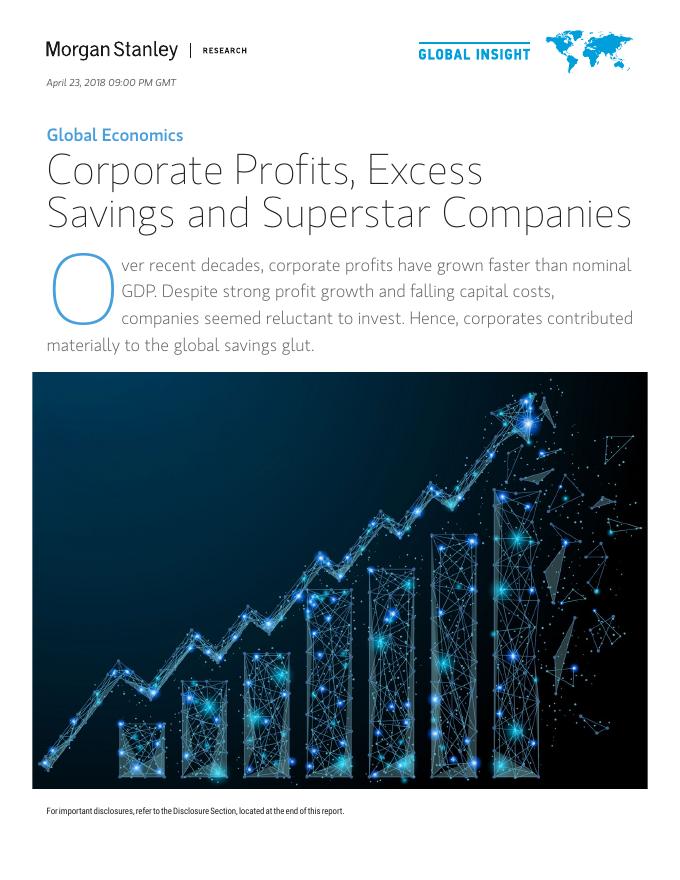 Morgan Stanley | RESEARCH
GLOBAL INSIGHT
April 23, 2018 09:00 PM GMT
Global Economics
Corporate Profits, Excess
Savings and Superstar Companies
Over recent decades, corporate profits have grown faster than nominal
GDP. Despite strong profit growth and falling capital costs,
companies seemed reluctant to invest. Hence, corporates contributed
materially to the global savings glut.
For important disclosures, refer to the Disclosure Section, located at the end of this report.